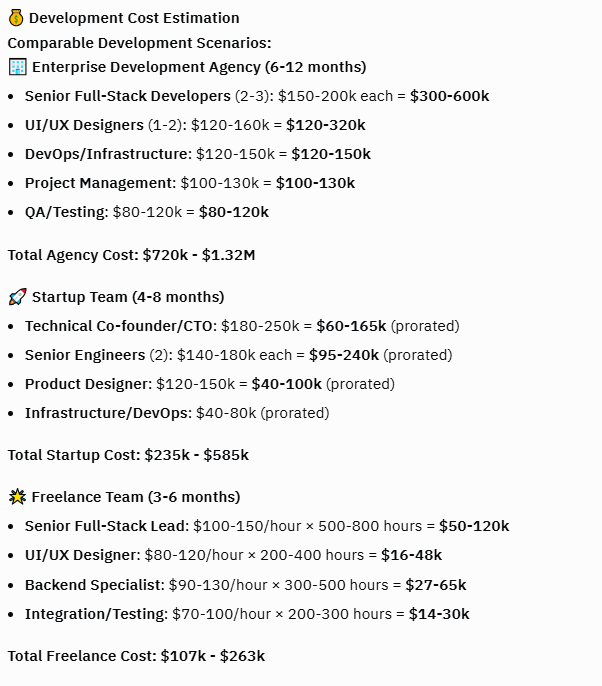 💰 Development Cost Estimation
Comparable Development Scenarios:
🏢 Enterprise Development Agency (6-12 months)
• Senior Full-Stack Developers (2-3): $150-200k each = $300-600k
• UI/UX Designers (1-2): $120-160k = $120-320k
• DevOps/Infrastructure: $120-150k = $120-150k
• Project Management: $100-130k = $100-130k
• QA/Testing: $80-120k = $80-120k
Total Agency Cost: $720k - $1.32M
🚀 Startup Team (4-8 months)
• Technical Co-founder/CTO: $180-250k = $60-165k (prorated)
• Senior Engineers (2): $140-180k each = $95-240k (prorated)
• Product Designer: $120-150k = $40-100k (prorated)
• Infrastructure/DevOps: $40-80k (prorated)
Total Startup Cost: $235k - $585k
🌟 Freelance Team (3-6 months)
• Senior Full-Stack Lead: $100-150/hour × 500-800 hours = $50-120k
• UI/UX Designer: $80-120/hour × 200-400 hours = $16-48k
• Backend Specialist: $90-130/hour × 300-500 hours = $27-65k
• Integration/Testing: $70-100/hour × 200-300 hours = $14-30k
Total Freelance Cost: $107k - $263k